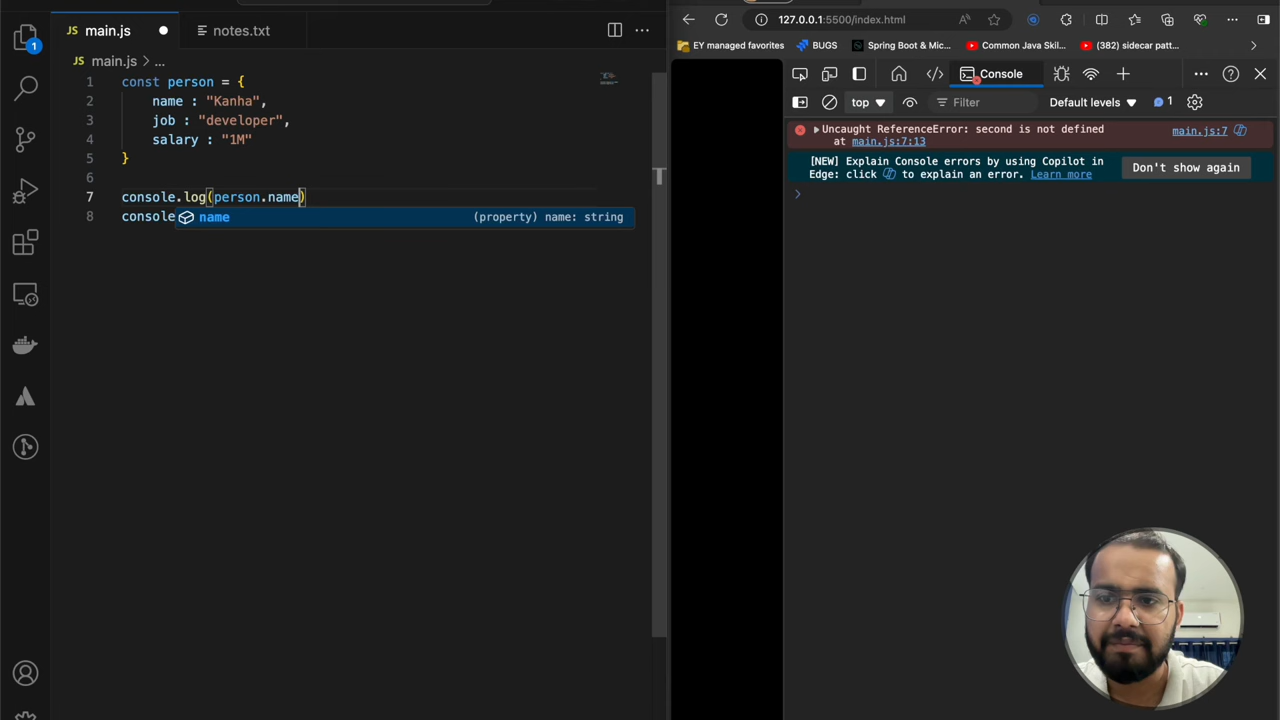 main.js
notes.txt
main.js > ...
1 const person = {
2 name : "Kanha",
3 job : "developer",
4 salary : "1M"
5 }
6
7 console.log(person.name)
8 console
name (property) name: string
1
127.0.0.1:5500/index.html
EY managed favorites
BUGS
Spring Boot & Mic...
Common Java Skil...
(382) sidecar patt...
Console
top
Filter
Default levels
1
Uncaught ReferenceError: second is not defined main.js:7
at main.js:7:13
[NEW] Explain Console errors by using Copilot in
Edge: click to explain an error. Learn more
Don't show again